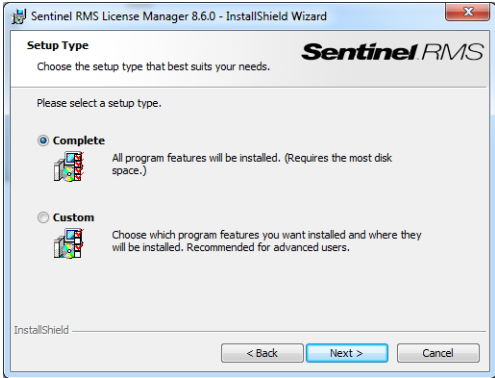 Sentinel RMS License Manager 8.6.0 - InstallShield Wizard
Setup Type
Choose the setup type that best suits your needs.
Sentinel RMS
Please select a setup type.
Complete
All program features will be installed. (Requires the most disk
space.)
Custom
Choose which program features you want installed and where they
will be installed. Recommended for advanced users.
InstallShield
< Back
Next >
Cancel